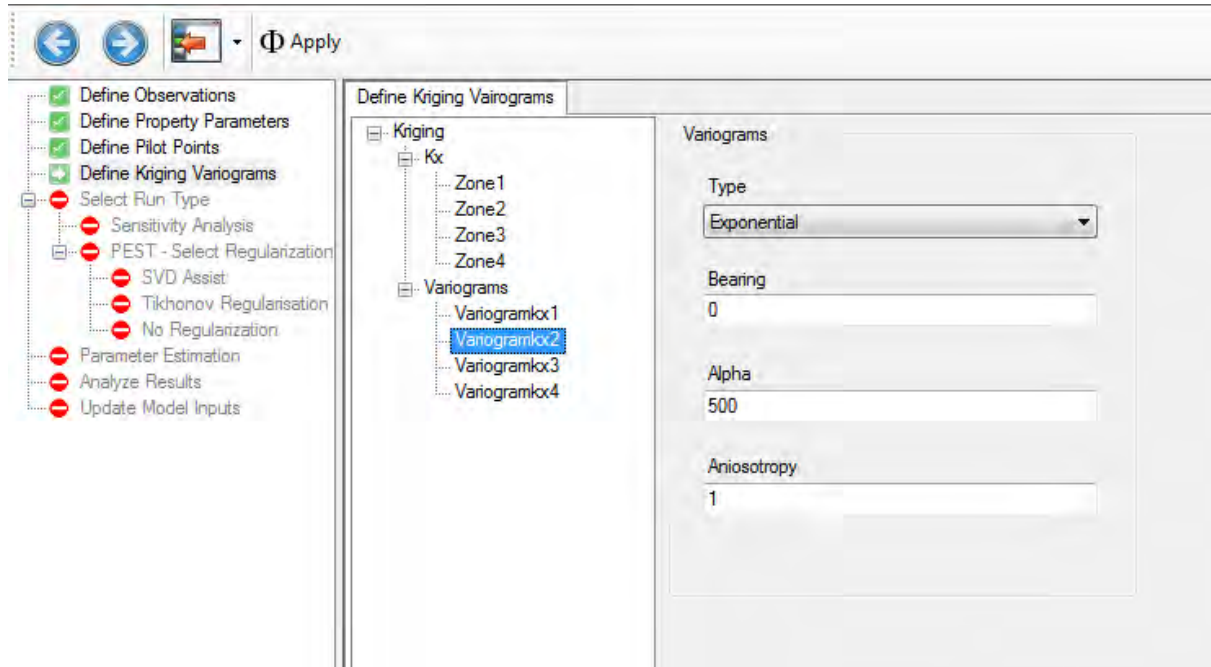 Φ Apply
Define Observations
Define Property Parameters
Define Pilot Points
Define Kriging Variograms
Select Run Type
Sensitivity Analysis
PEST - Select Regularization
SVD Assist
Tikhonov Regularisation
No Regularization
Parameter Estimation
Analyze Results
Update Model Inputs
Define Kriging Vairograms
Kriging
Kx
Zone1
Zone2
Zone3
Zone4
Variograms
Variogramkx1
Variogramkx2
Variogramkx3
Variogramkx4
Variograms
Type
Exponential
Bearing
0
Alpha
500
Aniosotropy
1